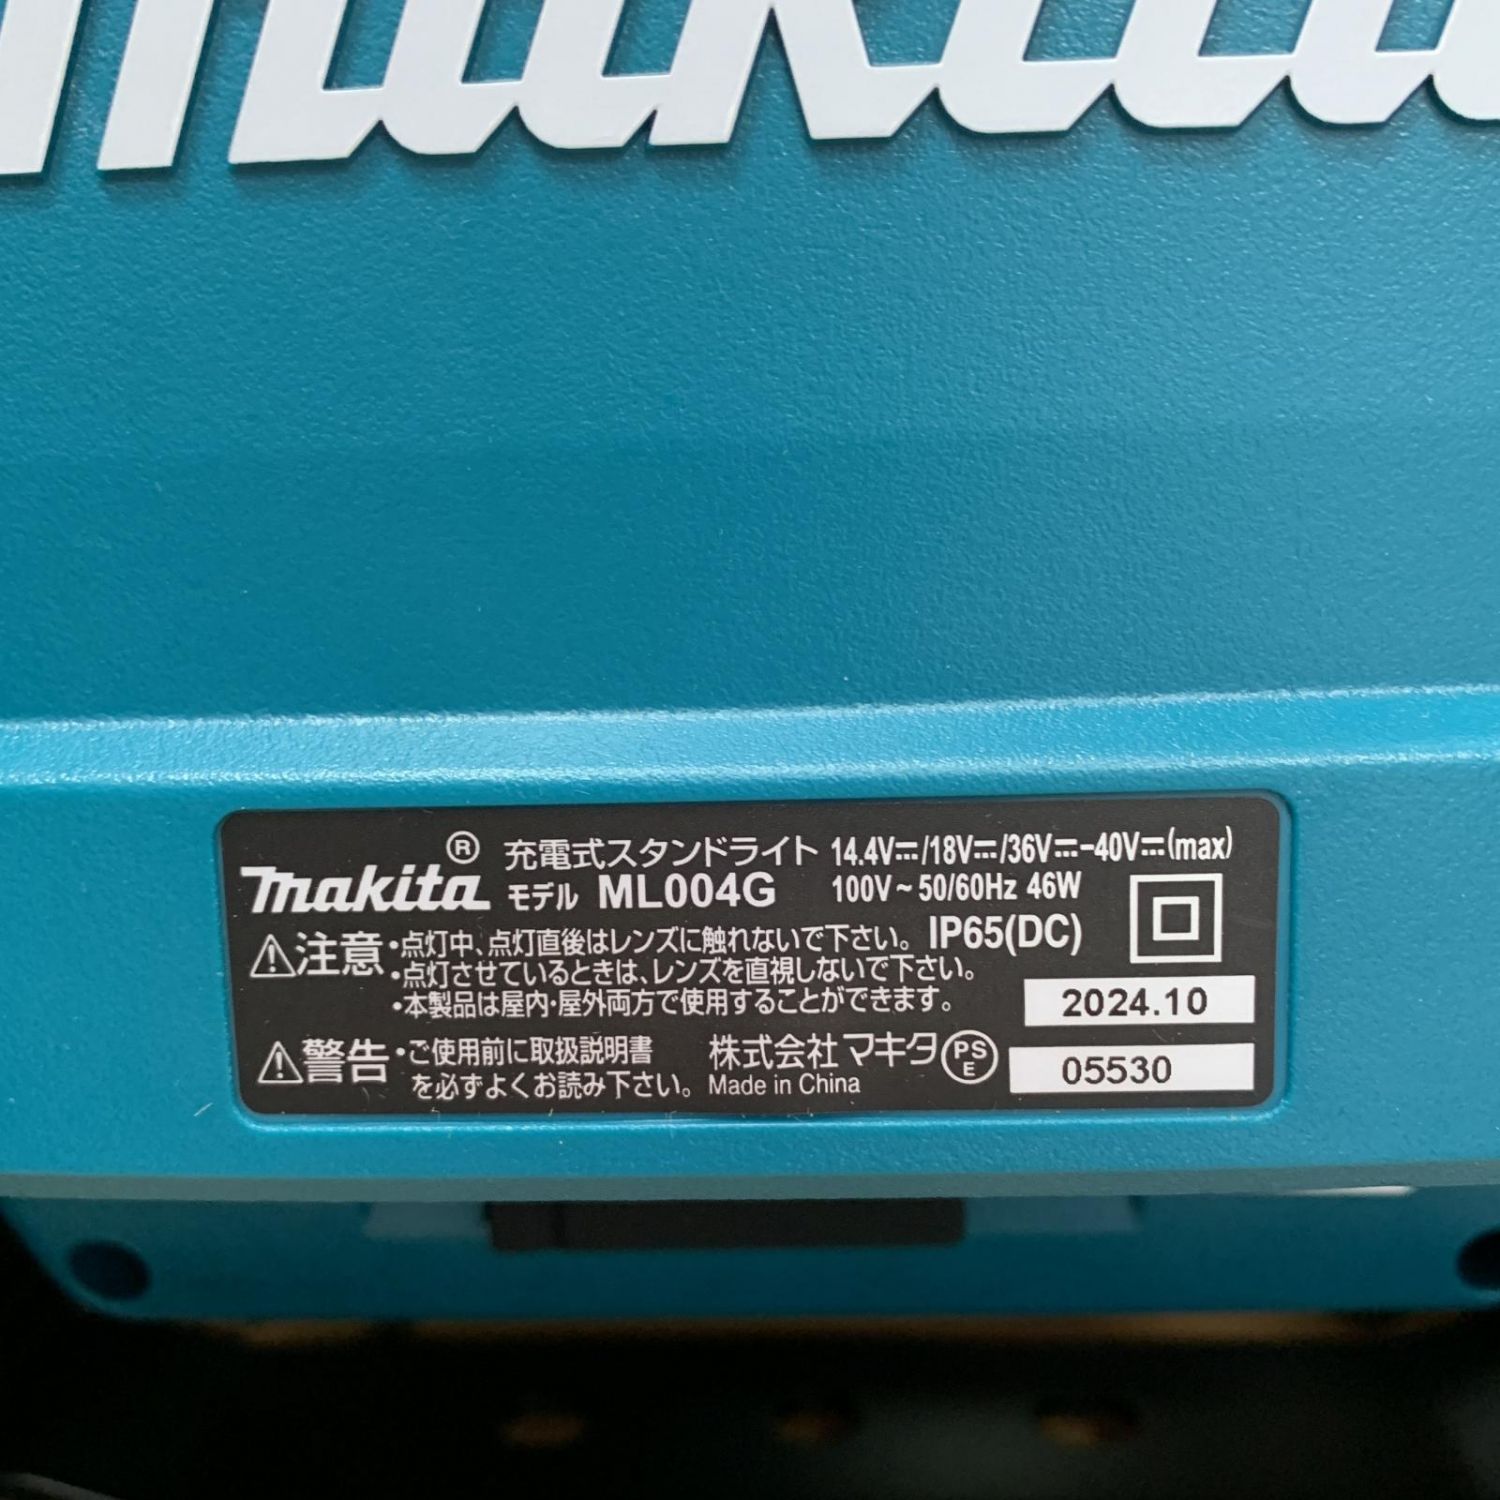 makita
makita® 充電式スタンドライト 14.4V⎓/18V⎓/36V⎓-40V⎓(max)
モデル ML004G 100V～50/60Hz 46W
⚠注意 ・点灯中、点灯直後はレンズに触れないで下さい。 IP65(DC)
・点灯させているときは、レンズを直視しないで下さい。
・本製品は屋内・屋外両方で使用することができます。 2024.10
⚠警告 ・ご使用前に取扱説明書 株式会社マキタ PSE
を必ずよくお読み下さい。 Made in China 05530